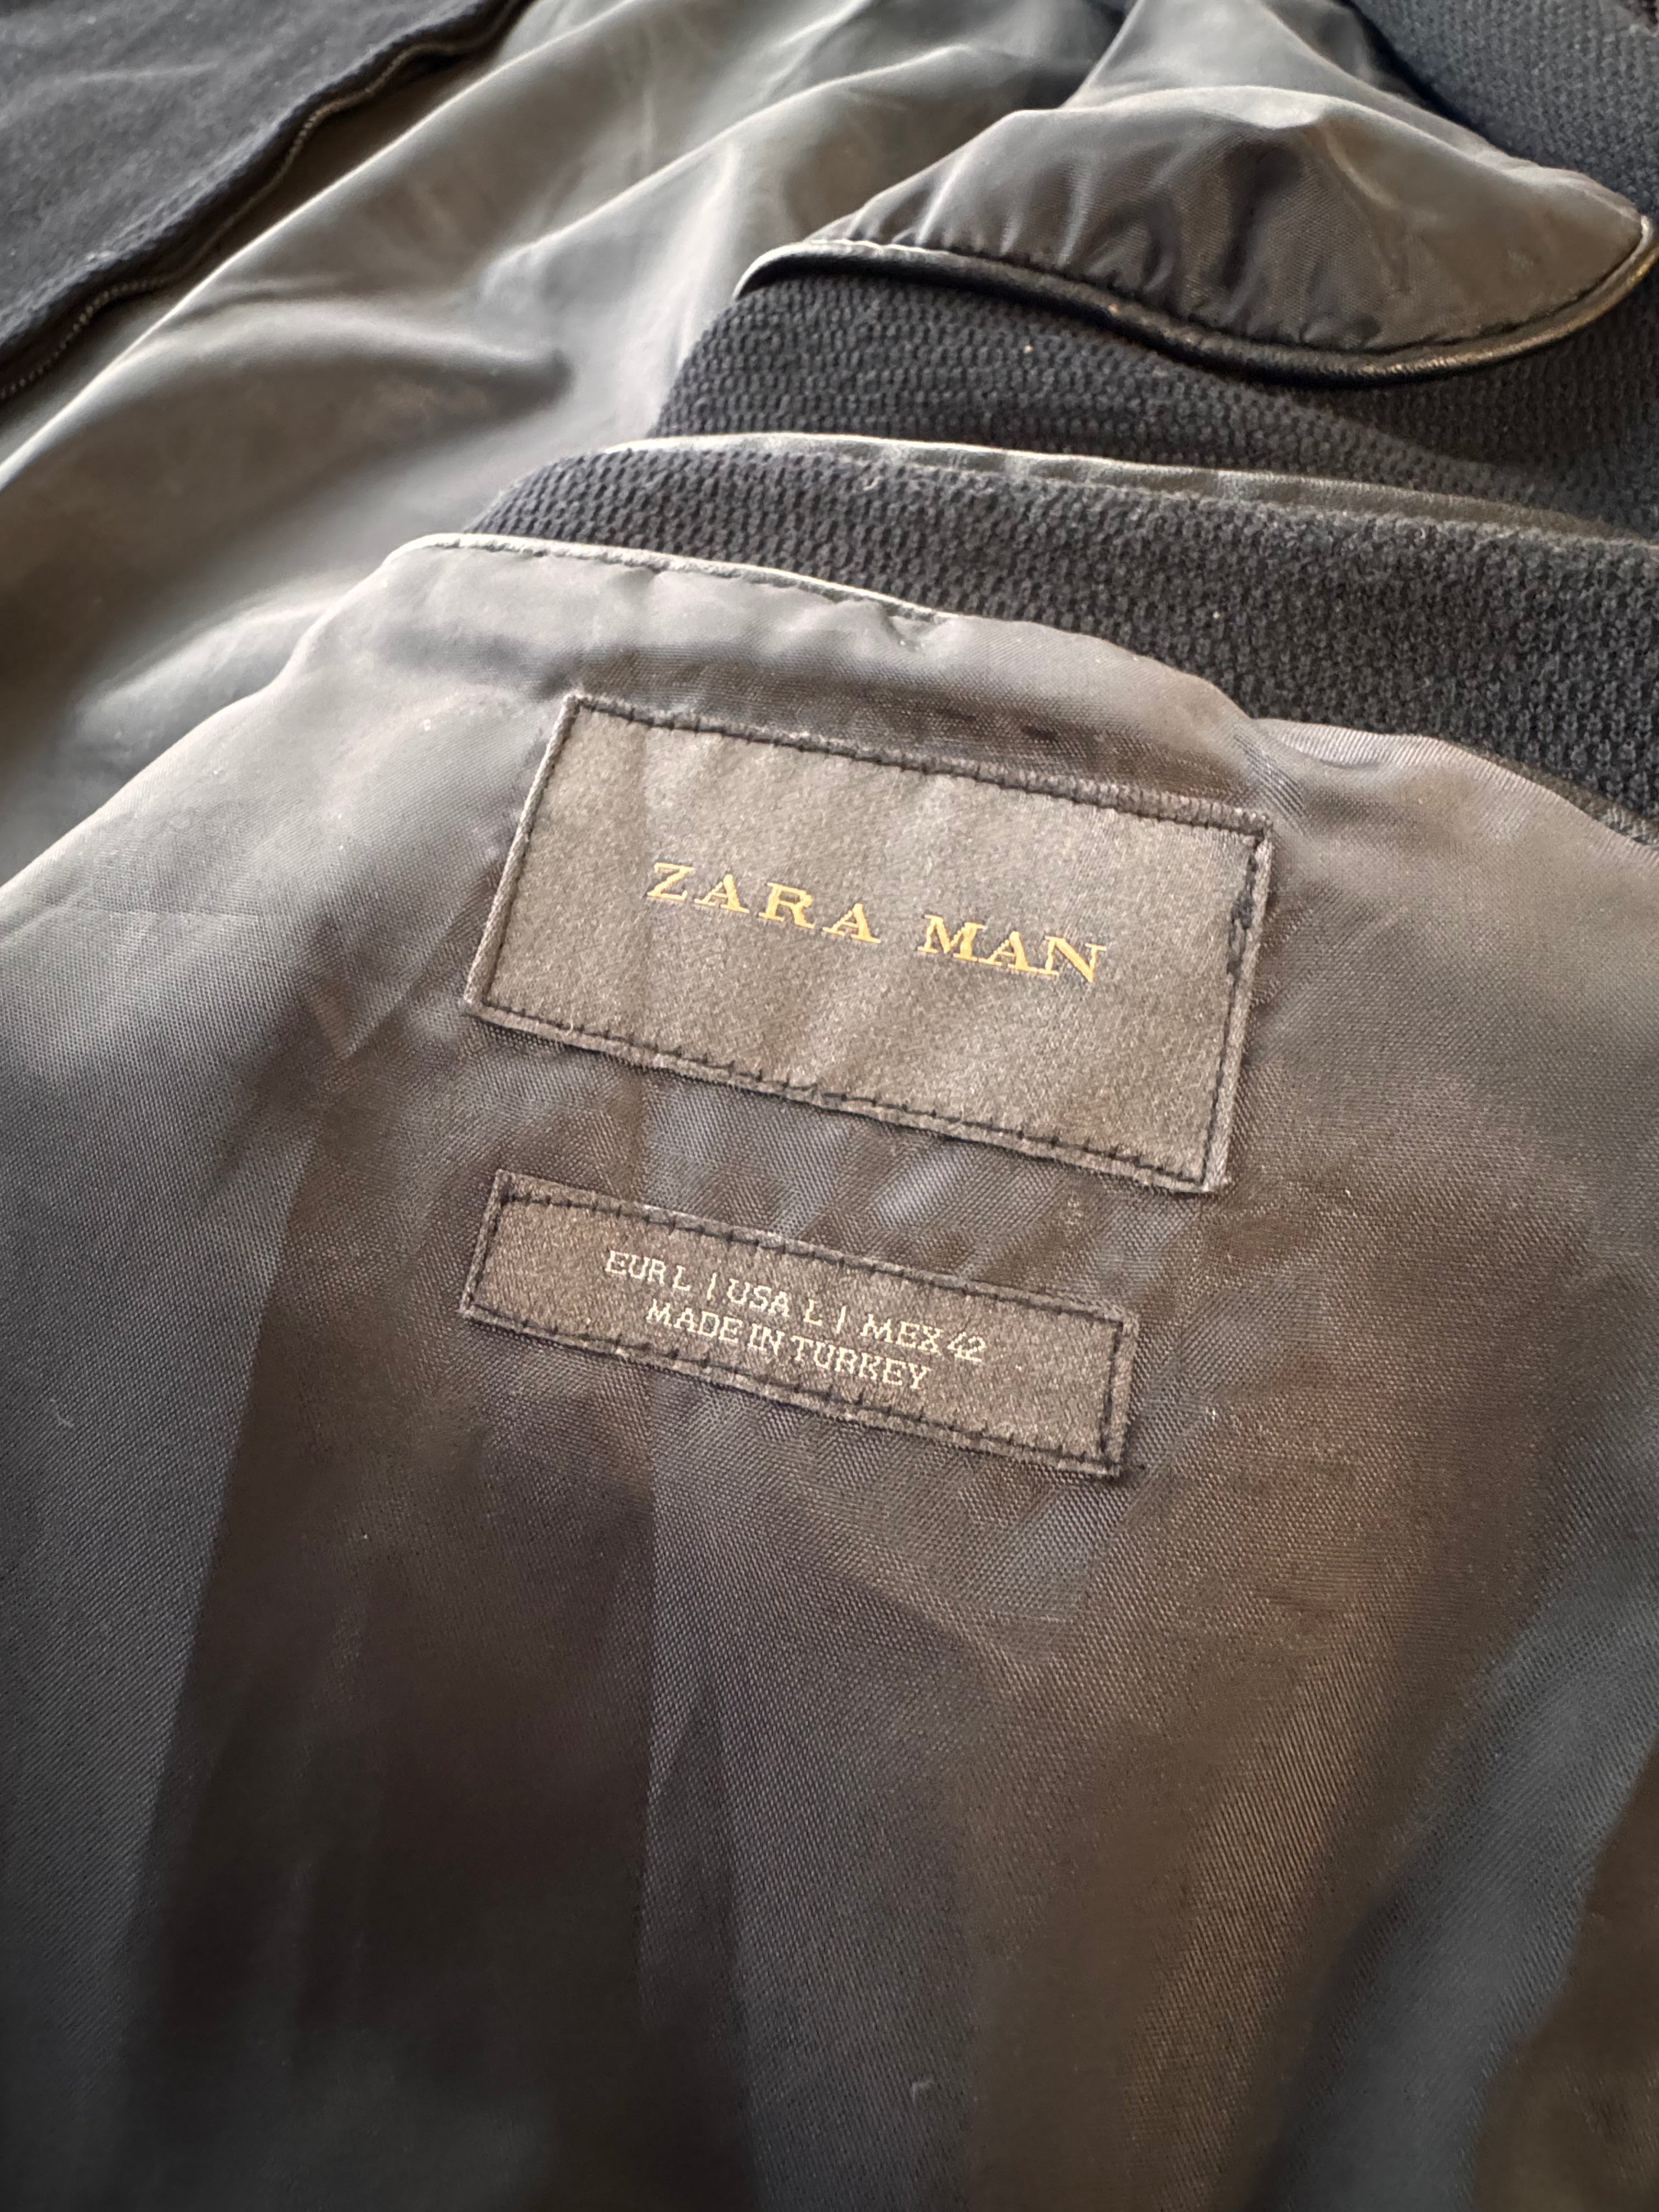 ZARA MAN
EUR L | USA L | MEX 42
MADE IN TURKEY